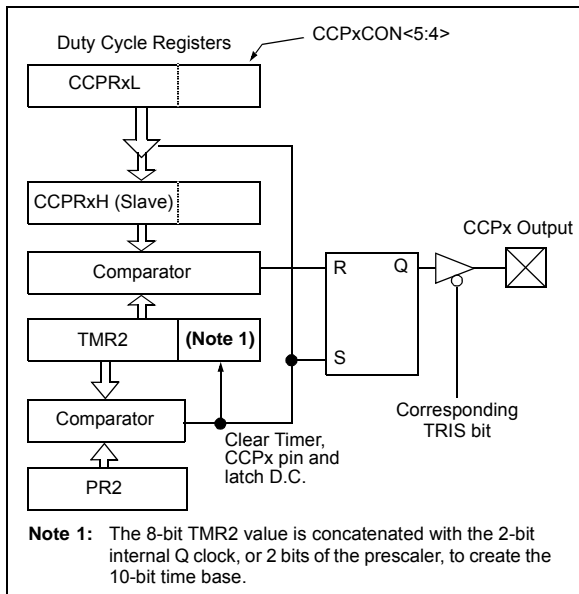 Duty Cycle Registers
CCPxCON<5:4>
CCPRxL
CCPRxH (Slave)
CCPx Output
Comparator
R
Q
TMR2
(Note 1)
S
Comparator
Clear Timer,
CCPx pin and
latch D.C.
Corresponding
TRIS bit
PR2
Note 1: The 8-bit TMR2 value is concatenated with the 2-bit
internal Q clock, or 2 bits of the prescaler, to create the
10-bit time base.